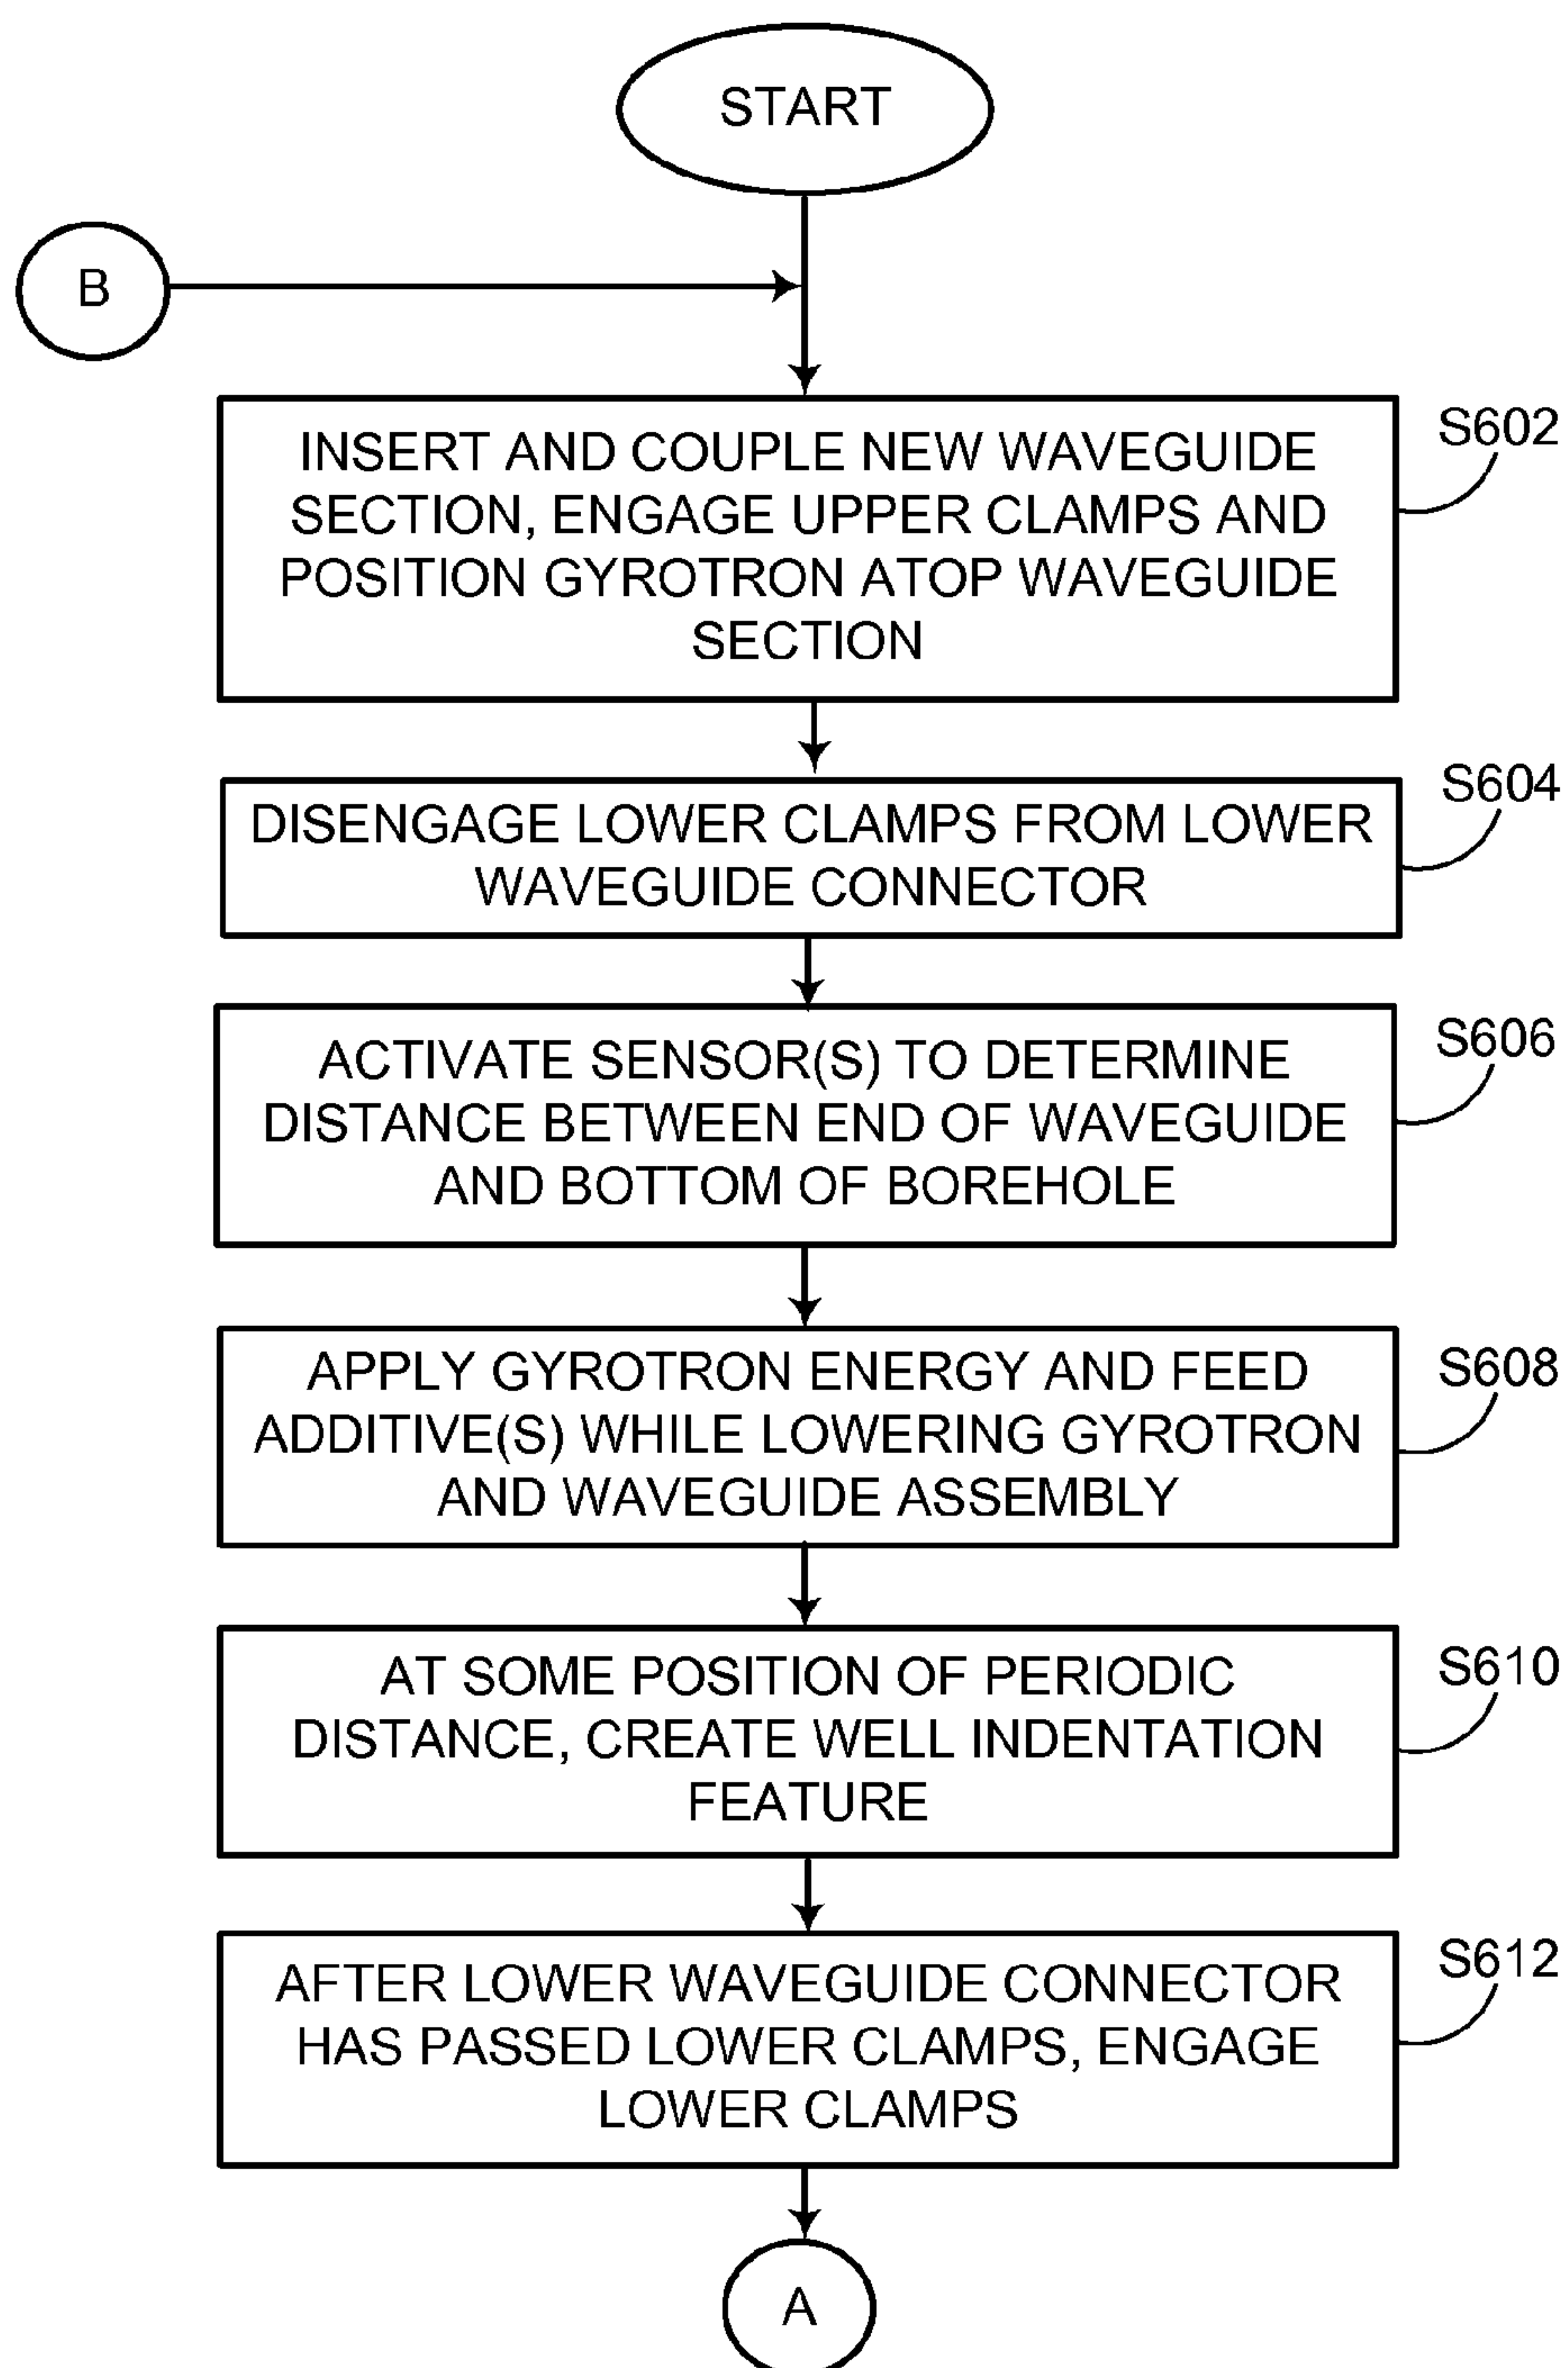 START
B
INSERT AND COUPLE NEW WAVEGUIDE
SECTION, ENGAGE UPPER CLAMPS AND
POSITION GYROTRON ATOP WAVEGUIDE
SECTION
S602
DISENGAGE LOWER CLAMPS FROM LOWER
WAVEGUIDE CONNECTOR
S604
ACTIVATE SENSOR(S) TO DETERMINE
DISTANCE BETWEEN END OF WAVEGUIDE
AND BOTTOM OF BOREHOLE
S606
APPLY GYROTRON ENERGY AND FEED
ADDITIVE(S) WHILE LOWERING GYROTRON
AND WAVEGUIDE ASSEMBLY
S608
AT SOME POSITION OF PERIODIC
DISTANCE, CREATE WELL INDENTATION
FEATURE
S610
AFTER LOWER WAVEGUIDE CONNECTOR
HAS PASSED LOWER CLAMPS, ENGAGE
LOWER CLAMPS
S612
A